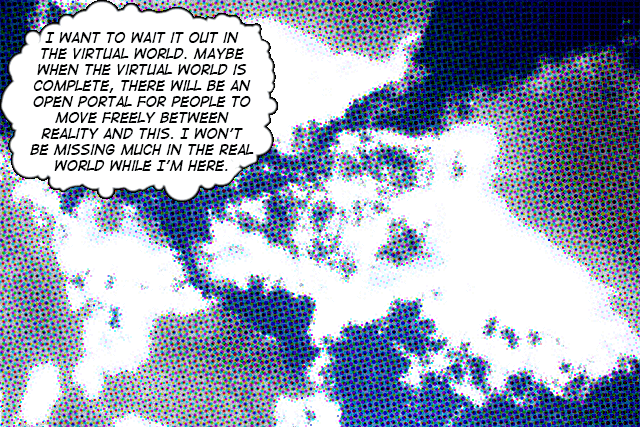 I WANT TO WAIT IT OUT IN
THE VIRTUAL WORLD. MAYBE
WHEN THE VIRTUAL WORLD IS
COMPLETE, THERE WILL BE AN
OPEN PORTAL FOR PEOPLE TO
MOVE FREELY BETWEEN
REALITY AND THIS. I WON'T
BE MISSING MUCH IN THE REAL
WORLD WHILE I'M HERE.